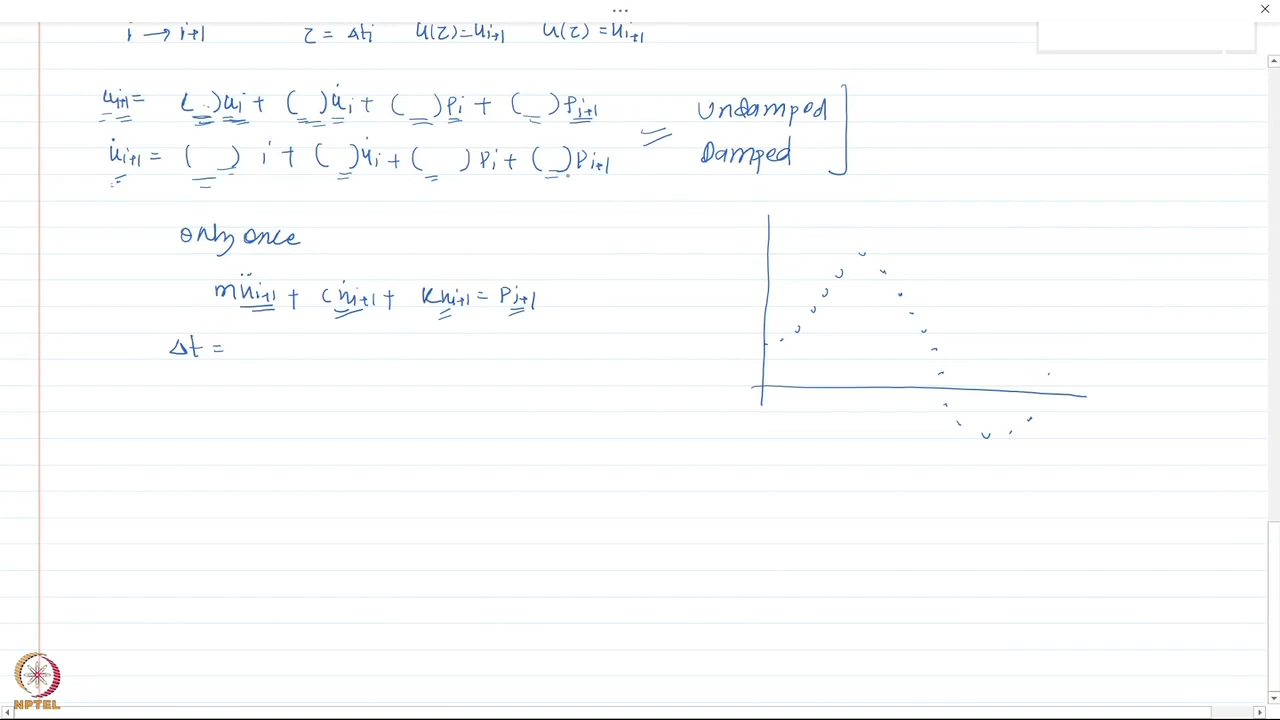 i → i+1 τ = Δti u(τ)=ui+1 u̇(τ) = u̇i+1
ui+1 = ( )ui + ( )u̇i + ( )pi + ( )pi+1 Undamped
u̇i+1 = ( ) i + ( )u̇i + ( ) pi + ( )pi+1 Damped
only once
müi+1 + cu̇i+1 + kui+1 = pi+1
Δt =
NPTEL